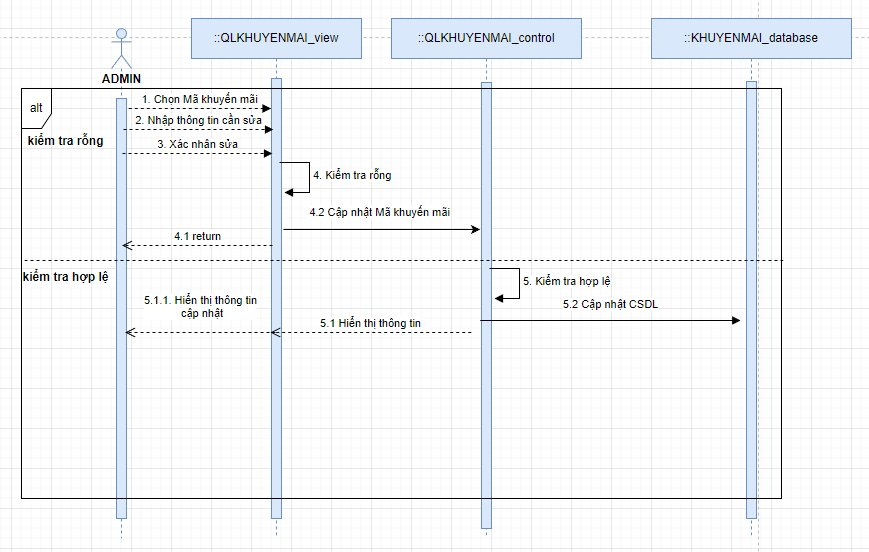 ::QLKHUYENMAI_view
::QLKHUYENMAI_control
::KHUYENMAI_database
ADMIN
alt
kiểm tra rỗng
1. Chọn Mã khuyến mãi
2. Nhập thông tin cần sửa
3. Xác nhân sửa
4. Kiểm tra rỗng
4.2 Cập nhật Mã khuyến mãi
4.1 return
kiểm tra hợp lệ
5. Kiểm tra hợp lệ
5.2 Cập nhật CSDL
5.1.1. Hiển thị thông tin
cập nhật
5.1 Hiển thị thông tin